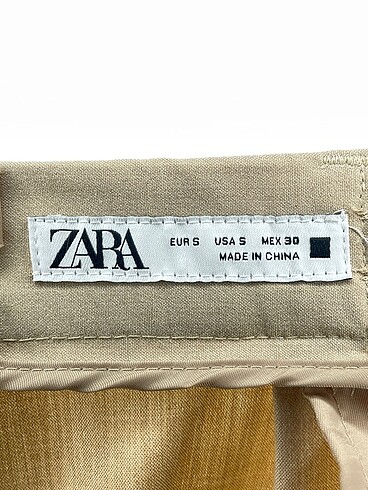 ZARA
EUR S USA S MEX 30
MADE IN CHINA